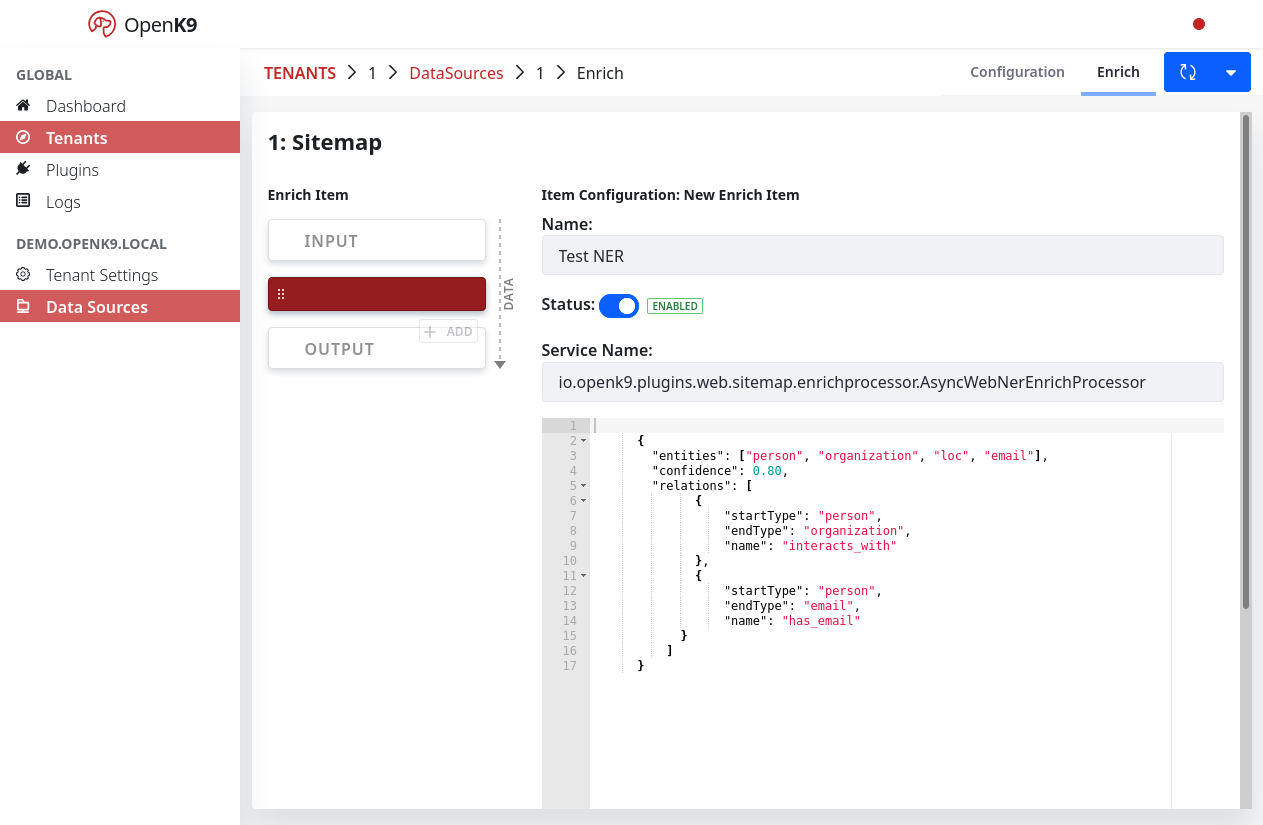 OpenK9
GLOBAL
Dashboard
Tenants
Plugins
Logs
DEMO.OPENK9.LOCAL
Tenant Settings
Data Sources
TENANTS > 1 > DataSources > 1 > Enrich
Configuration
Enrich
1: Sitemap
Enrich Item
INPUT
+ ADD
OUTPUT
DATA
Item Configuration: New Enrich Item
Name:
Test NER
Status: ENABLED
Service Name:
io.openk9.plugins.web.sitemap.enrichprocessor.AsyncWebNerEnrichProcessor
1
2 {
3 "entities": ["person", "organization", "loc", "email"],
4 "confidence": 0.80,
5 "relations": [
6 {
7 "startType": "person",
8 "endType": "organization",
9 "name": "interacts_with"
10 },
11 {
12 "startType": "person",
13 "endType": "email",
14 "name": "has_email"
15 }
16 ]
17 }